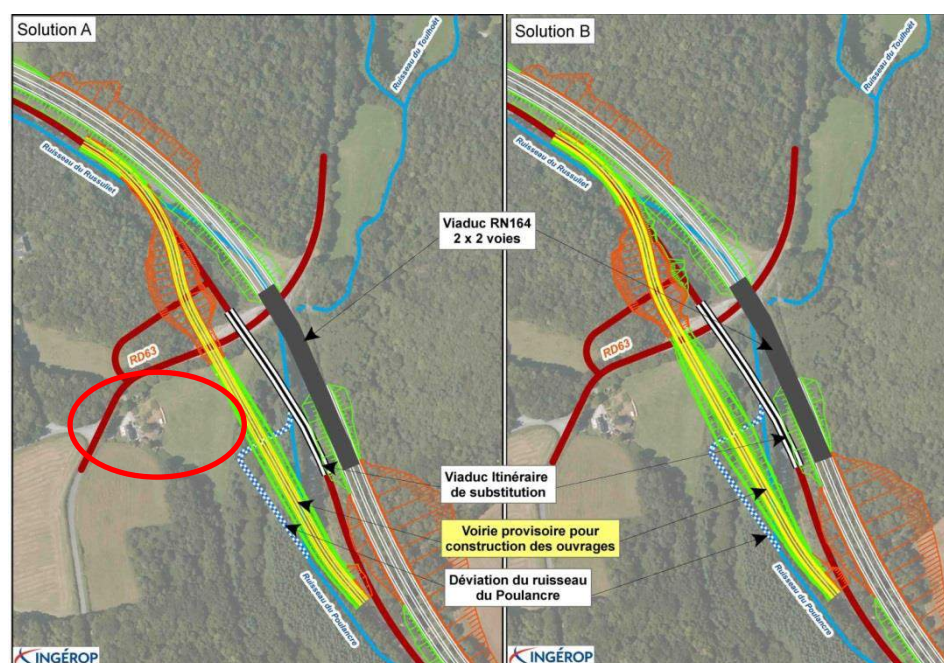 Solution A
Solution B
Ruisseau du Toulhoët
Ruisseau du Toulhoët
Ruisseau du Russuliet
Ruisseau du Russuliet
Viaduc RN164
2 x 2 voies
RD63
RD63
Viaduc Itinéraire
de substitution
Voirie provisoire pour
construction des ouvrages
Déviation du ruisseau
du Poulancre
Ruisseau du Poulancre
Ruisseau du Poulancre
INGÉROP
INGÉROP